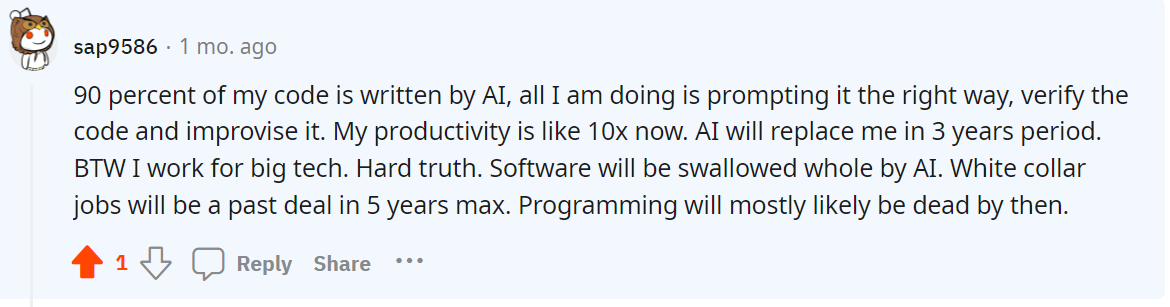 sap9586 · 1 mo. ago
90 percent of my code is written by AI, all I am doing is prompting it the right way, verify the
code and improvise it. My productivity is like 10x now. AI will replace me in 3 years period.
BTW I work for big tech. Hard truth. Software will be swallowed whole by AI. White collar
jobs will be a past deal in 5 years max. Programming will mostly likely be dead by then.
1 Reply Share ···